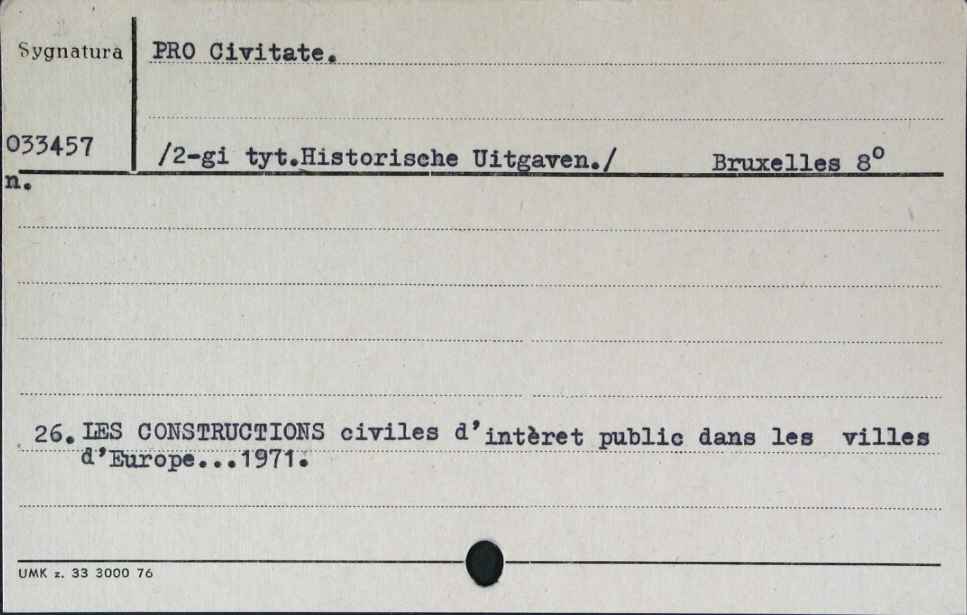 Sygnatura PRO Civitate.
033457 /2-gi tyt.Historische Uitgaven./ Bruxelles 8°
n.
26. LES CONSTRUCTIONS civiles d'intèret public dans les villes
d'Europe...1971.
UMK z. 33 3000 76